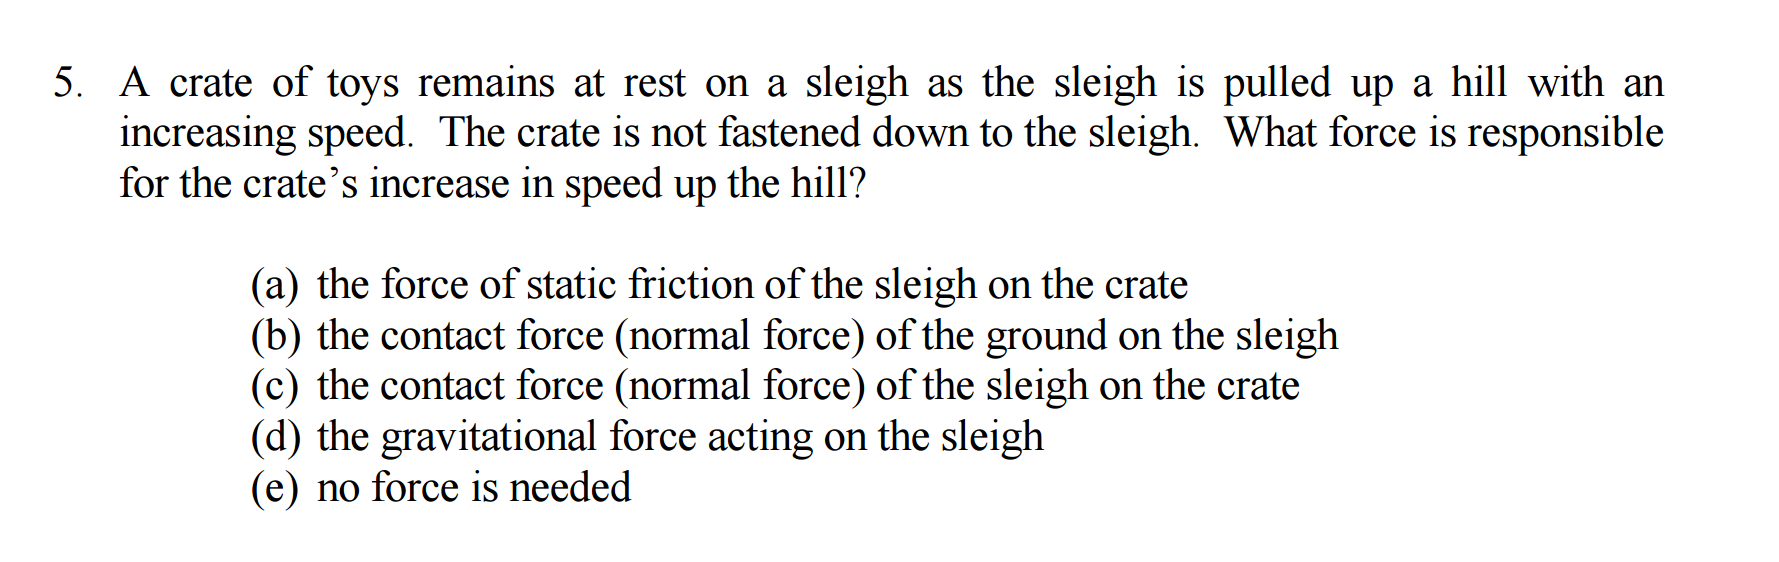 5. A crate of toys remains at rest on a sleigh as the sleigh is pulled up a hill with an
increasing speed. The crate is not fastened down to the sleigh. What force is responsible
for the crate’s increase in speed up the hill?
(a) the force of static friction of the sleigh on the crate
(b) the contact force (normal force) of the ground on the sleigh
(c) the contact force (normal force) of the sleigh on the crate
(d) the gravitational force acting on the sleigh
(e) no force is needed